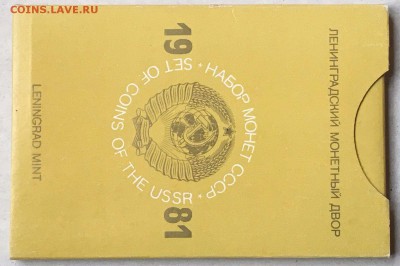 COINS.LAVE.RU
ЛЕНИНГРАДСКИЙ МОНЕТНЫЙ ДВОР
19 81
НАБОР МОНЕТ СССР • SET OF COINS OF THE USSR •
LENINGRAD MINT